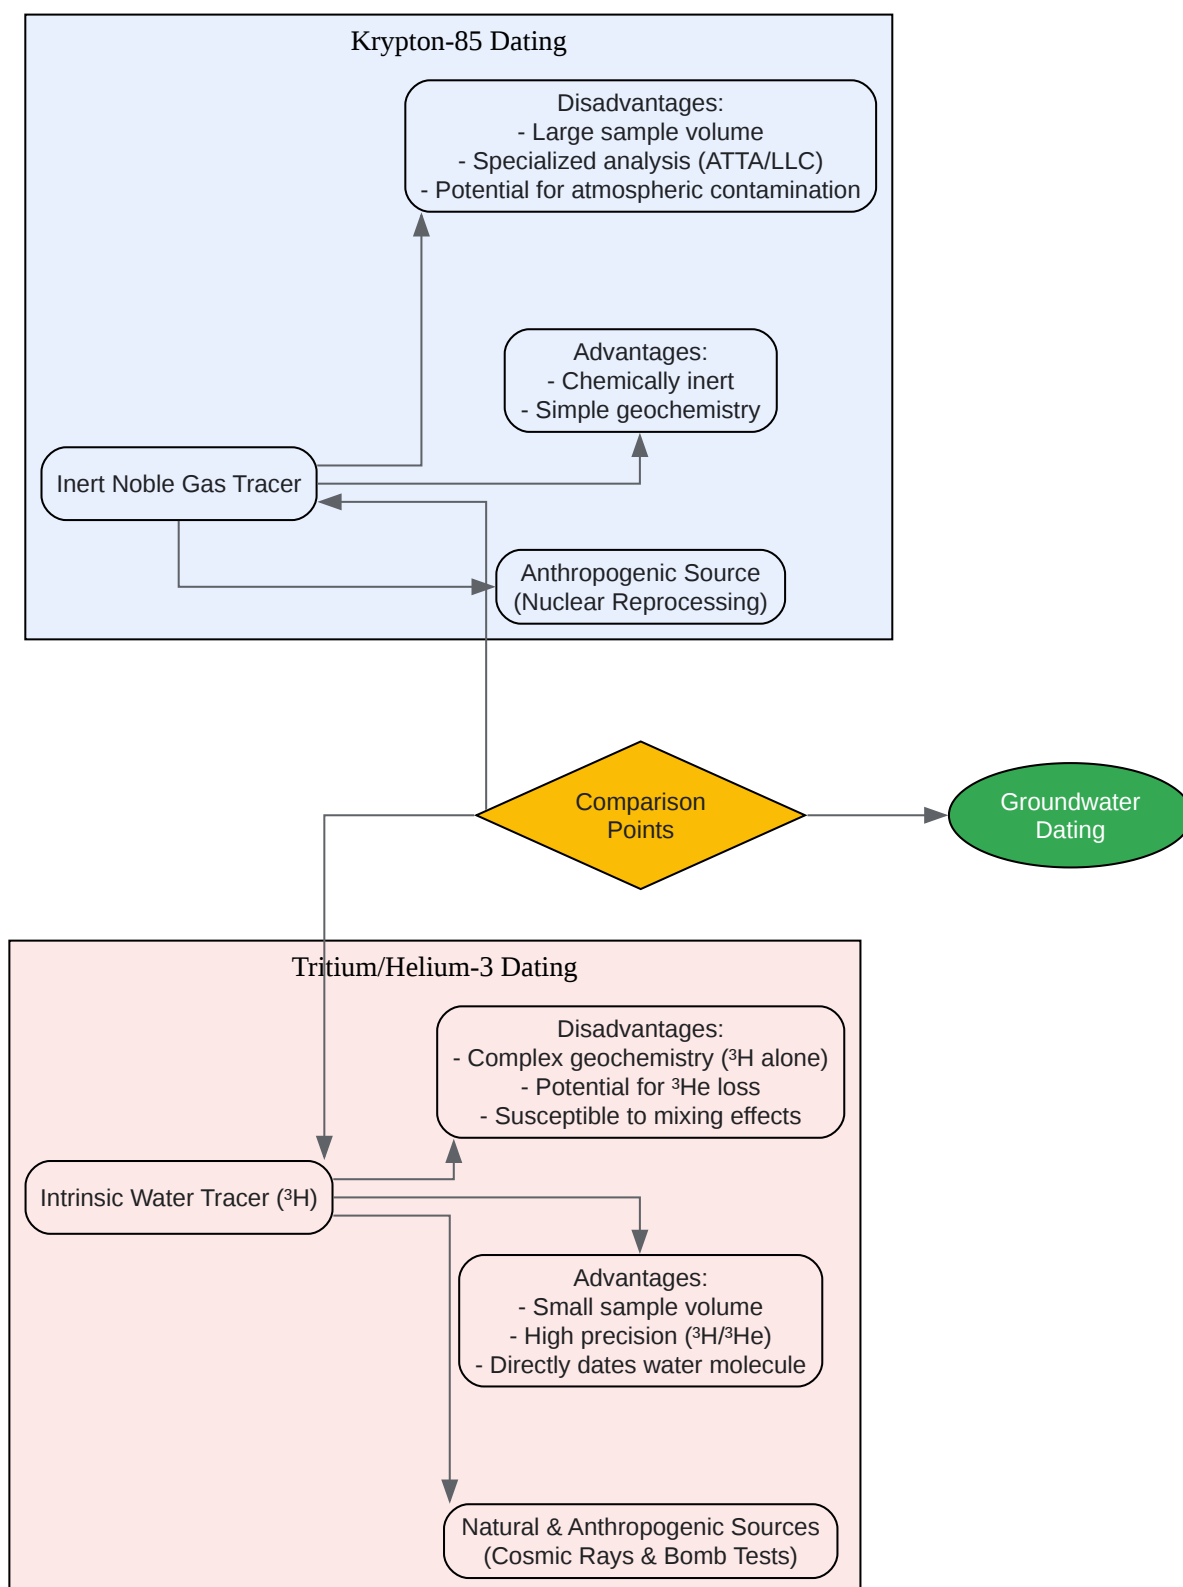 Krypton-85 Dating
Disadvantages:
- Large sample volume
- Specialized analysis (ATTA/LLC)
- Potential for atmospheric contamination
Advantages:
- Chemically inert
- Simple geochemistry
Inert Noble Gas Tracer
Anthropogenic Source
(Nuclear Reprocessing)
Comparison
Points
Groundwater
Dating
Tritium/Helium-3 Dating
Disadvantages:
- Complex geochemistry (³H alone)
- Potential for ³He loss
- Susceptible to mixing effects
Intrinsic Water Tracer (³H)
Advantages:
- Small sample volume
- High precision (³H/³He)
- Directly dates water molecule
Natural & Anthropogenic Sources
(Cosmic Rays & Bomb Tests)